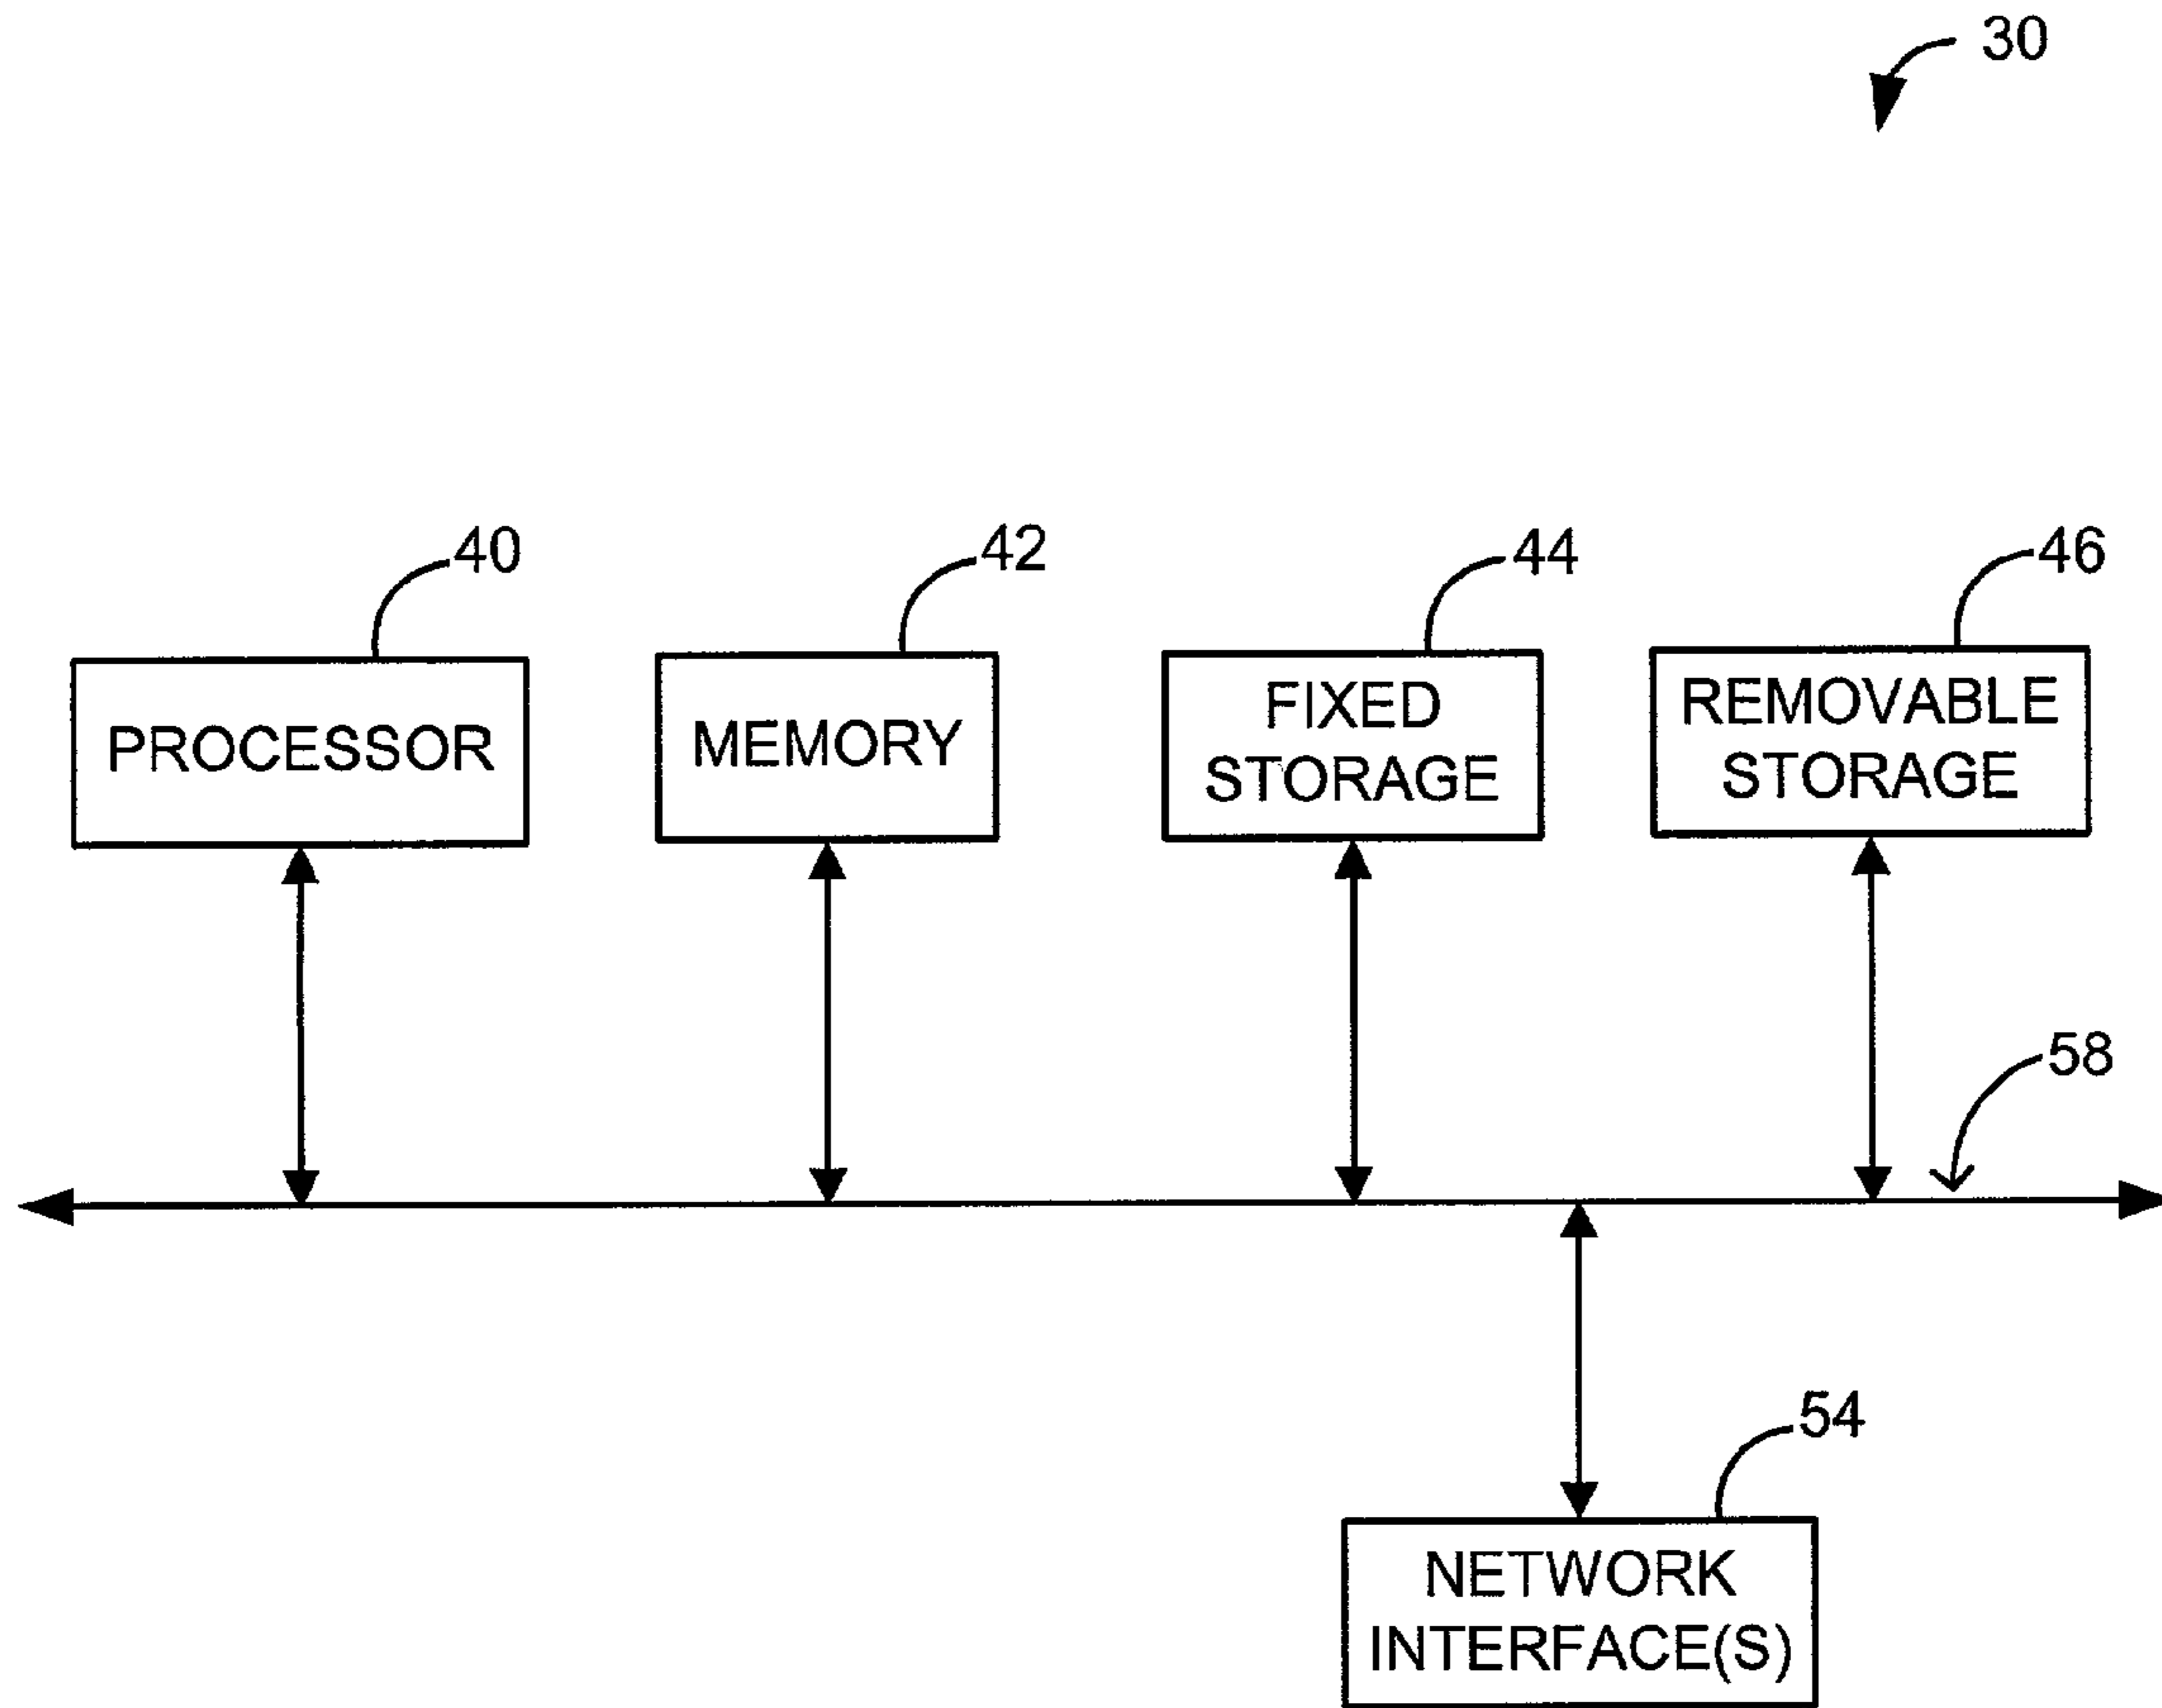 30
40
42
44
46
PROCESSOR
MEMORY
FIXED
STORAGE
REMOVABLE
STORAGE
58
54
NETWORK
INTERFACE(S)